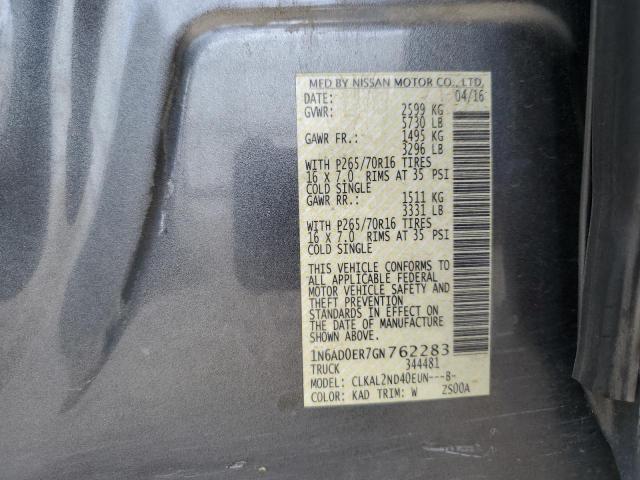 MFD BY NISSAN MOTOR CO., LTD.
DATE: 04/16
GVWR: 2599 KG
5730 LB
GAWR FR.: 1495 KG
3296 LB
WITH P265/70R16 TIRES
16 X 7.0 RIMS AT 35 PSI
COLD SINGLE
GAWR RR.: 1511 KG
3331 LB
WITH P265/70R16 TIRES
16 X 7.0 RIMS AT 35 PSI
COLD SINGLE
THIS VEHICLE CONFORMS TO
ALL APPLICABLE FEDERAL
MOTOR VEHICLE SAFETY AND
THEFT PREVENTION
STANDARDS IN EFFECT ON
THE DATE OF MANUFACTURE
SHOWN ABOVE.
1N6AD0ER7GN762283
TRUCK 344481
MODEL: CLKAL2ND40EUN---B-
COLOR: KAD TRIM: W ZS00A